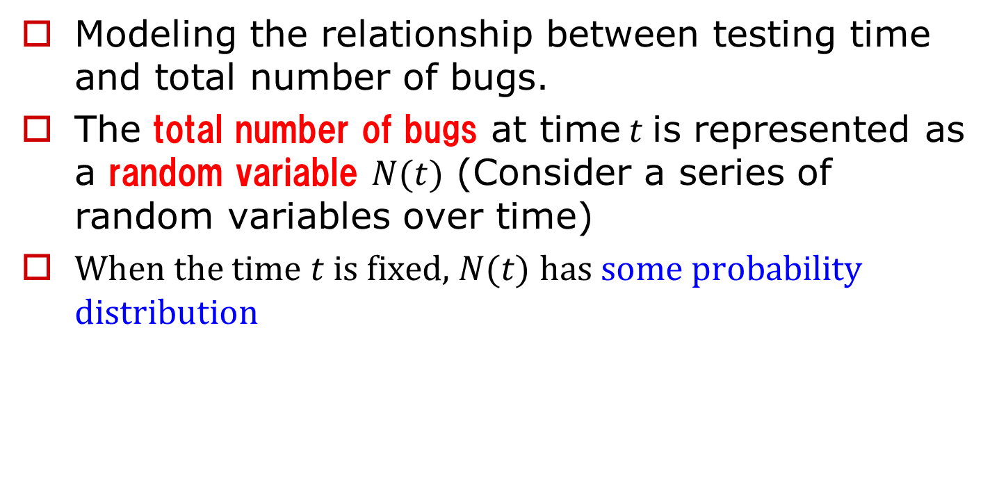 Modeling the relationship between testing time
and total number of bugs.
The total number of bugs at time t is represented as
a random variable N(t) (Consider a series of
random variables over time)
When the time t is fixed, N(t) has some probability
distribution